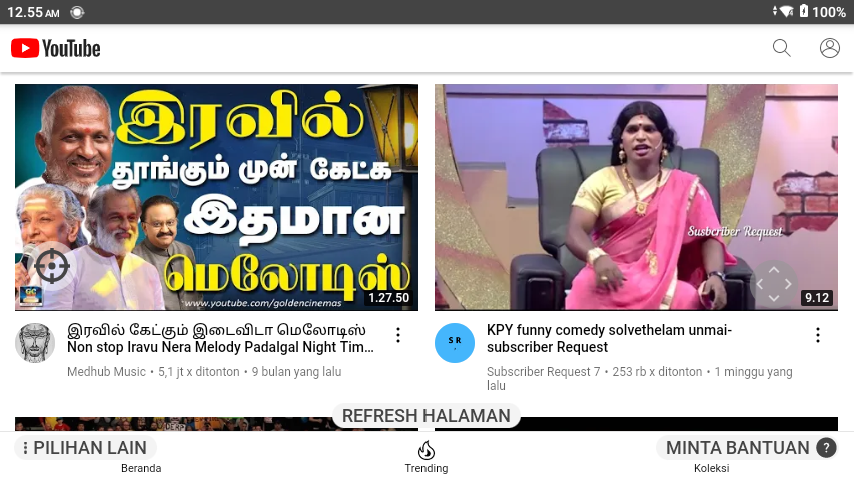 12.55 AM
100%
YouTube
இரவில்
தூங்கும் முன் கேட்க
இதமான
மெலோடிஸ்
GC
www.youtube.com/goldencinemas
1.27.50
Susbcriber Request
9.12
இரவில் கேட்கும் இடைவிடா மெலோடிஸ்
Non stop Iravu Nera Melody Padalgal Night Tim…
Medhub Music • 5,1 jt x ditonton • 9 bulan yang lalu
S R
KPY funny comedy solvethelam unmai-
subscriber Request
Subscriber Request 7 • 253 rb x ditonton • 1 minggu yang
lalu
REFRESH HALAMAN
PILIHAN LAIN
MINTA BANTUAN ?
Beranda
Trending
Koleksi